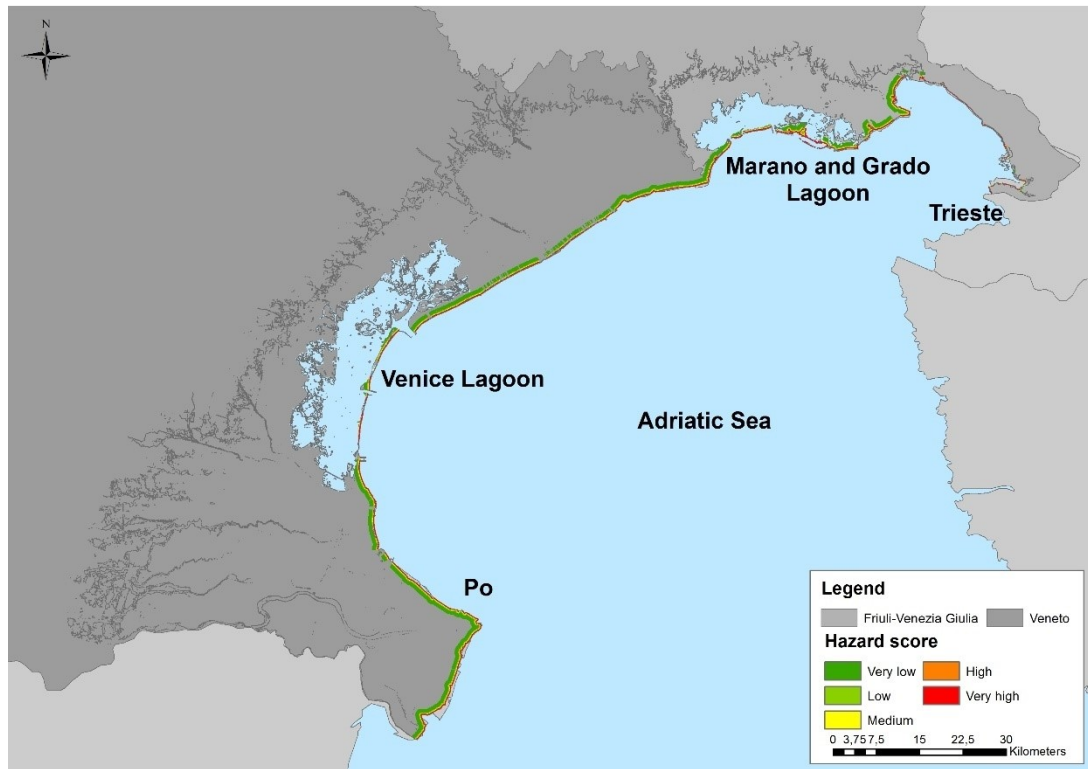 N
Marano and Grado
Lagoon
Trieste
Venice Lagoon
Adriatic Sea
Po
Legend
Friuli-Venezia Giulia Veneto
Hazard score
Very low High
Low Very high
Medium
0 3,75 7,5 15 22,5 30
Kilometers